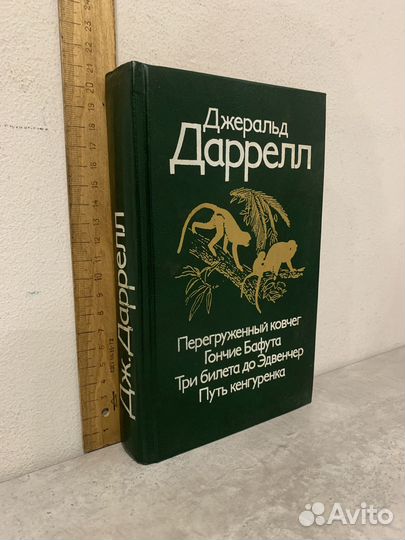 Джеральд
Даррелл
Перегруженный ковчег
Гончие Бафута
Три билета до Эдвенчер
Путь кенгуренка
Дж. Даррелл
Avito